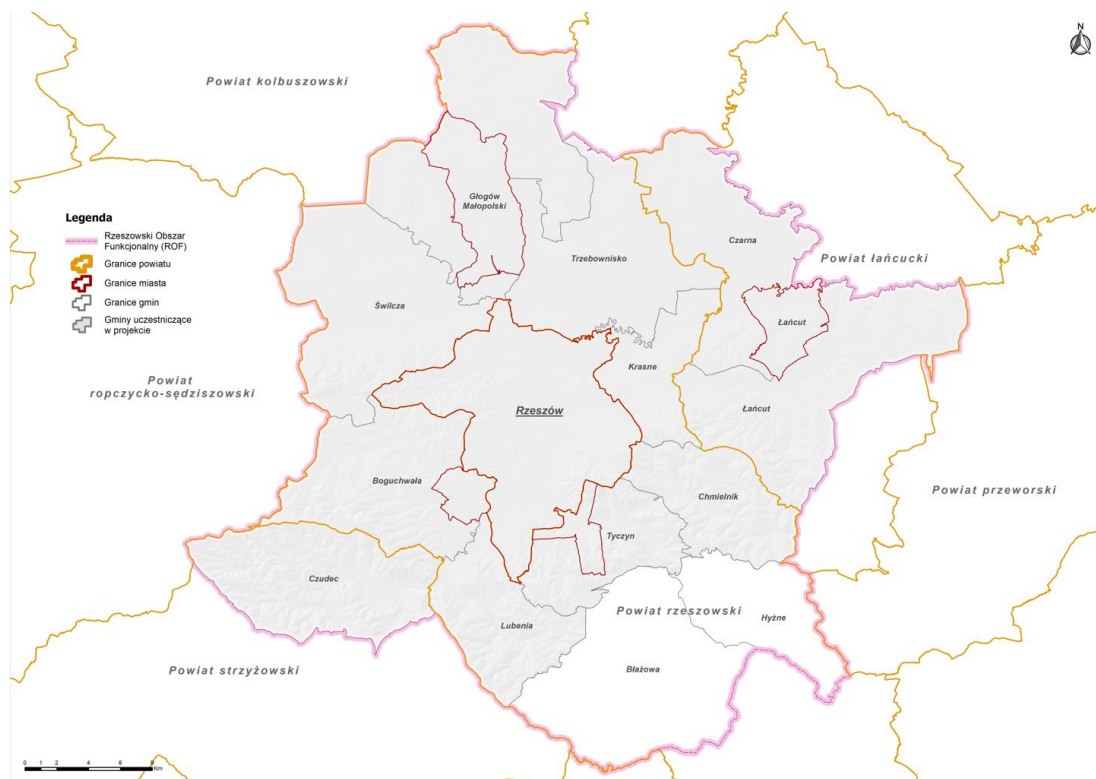 N
Powiat kolbuszowski
Legenda
Rzeszowski Obszar
Funkcjonalny (ROF)
Granice powiatu
Granice miasta
Granice gmin
Gminy uczestniczące
w projekcie
Głogów
Małopolski
Czarna
Trzebownisko
Powiat łańcucki
Świlcza
Łańcut
Krasne
Powiat
ropczycko-sędziszowski
Rzeszów
Łańcut
Boguchwała
Chmielnik
Powiat przeworski
Tyczyn
Czudec
Powiat rzeszowski
Hyżne
Lubenia
Powiat strzyżowski
Błażowa
0 1 2 4 6 8
Km